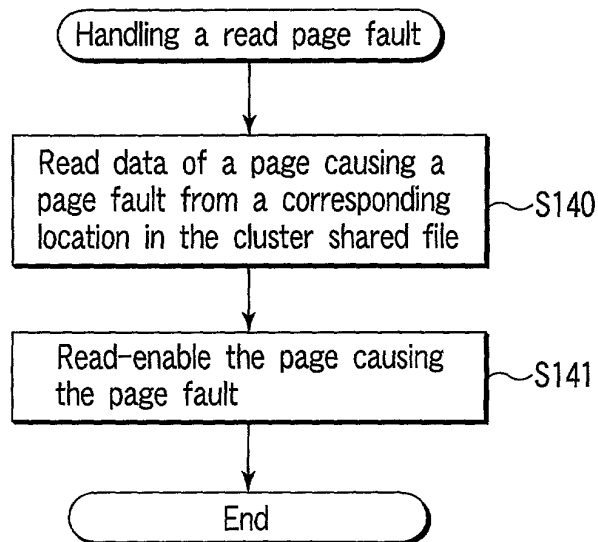 Handling a read page fault
Read data of a page causing a
page fault from a corresponding
location in the cluster shared file
S140
Read-enable the page causing
the page fault
S141
End